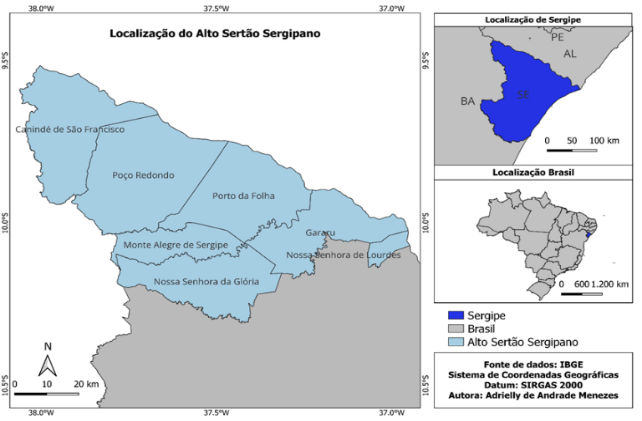 38.0°W
37.5°W
37.0°W
Localização do Alto Sertão Sergipano
9.5°S
9.5°S
Canindé de São Francisco
Poço Redondo
Porto da Folha
10.0°S
10.0°S
Gararu
Monte Alegre de Sergipe
Nossa Senhora de Lourdes
Nossa Senhora da Glória
N
0 10 20 km
10.5°S
10.5°S
38.0°W
37.5°W
37.0°W
Localização de Sergipe
PE
AL
BA
SE
0 50 100 km
Localização Brasil
0 600 1.200 km
Sergipe
Brasil
Alto Sertão Sergipano
Fonte de dados: IBGE
Sistema de Coordenadas Geográficas
Datum: SIRGAS 2000
Autora: Adrielly de Andrade Menezes